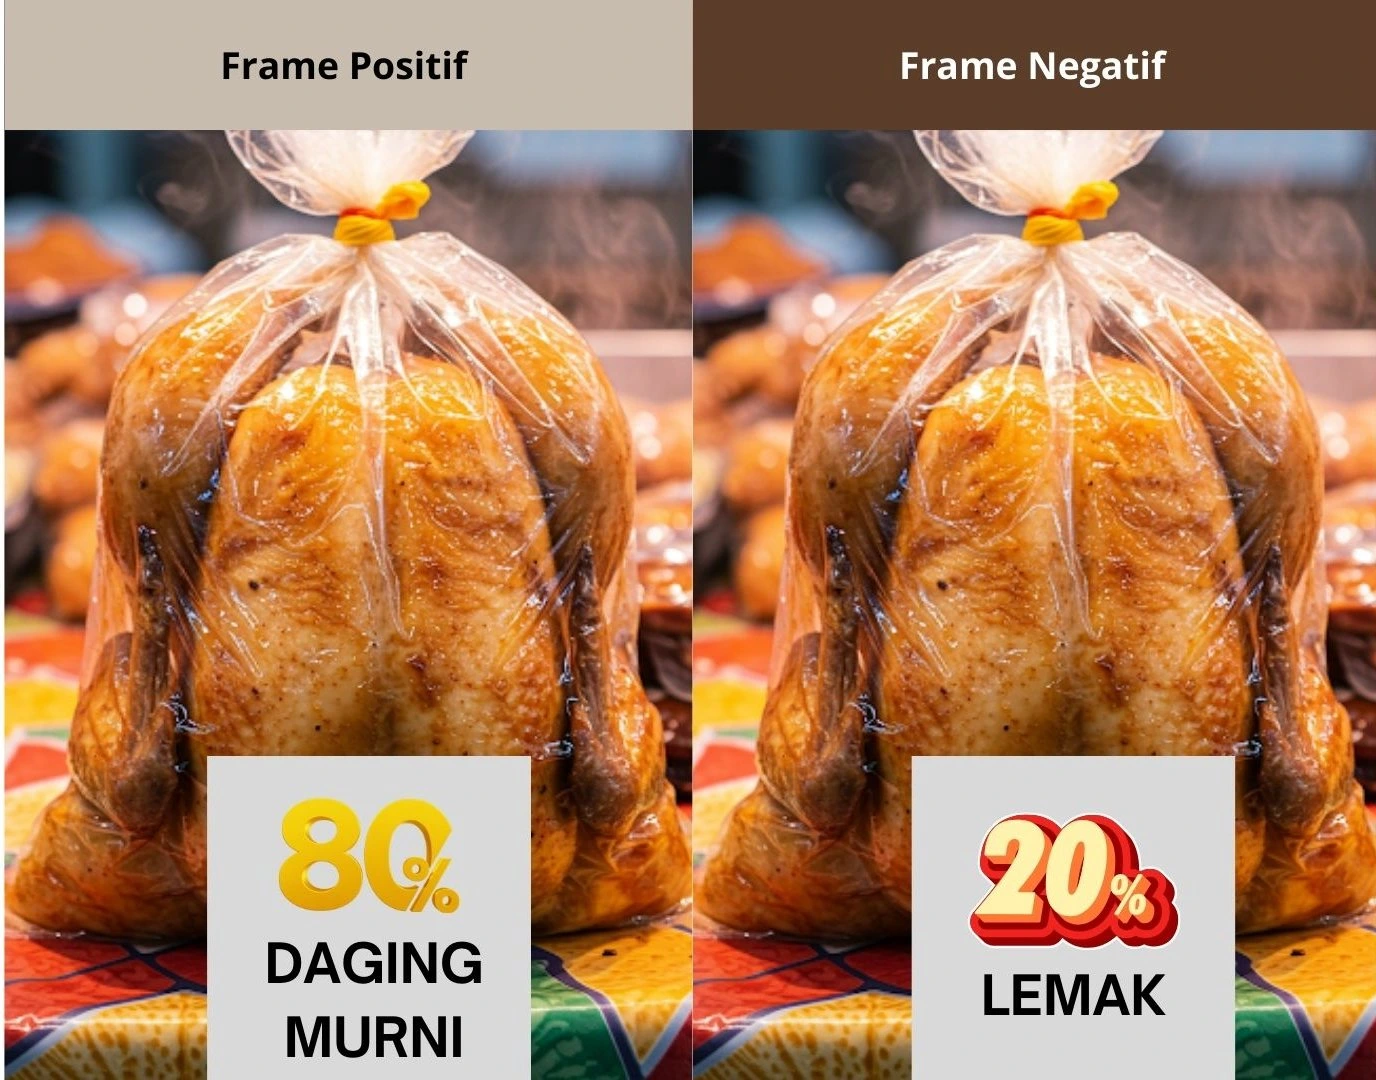 Frame Positif
Frame Negatif
80%
DAGING
MURNI
20%
LEMAK